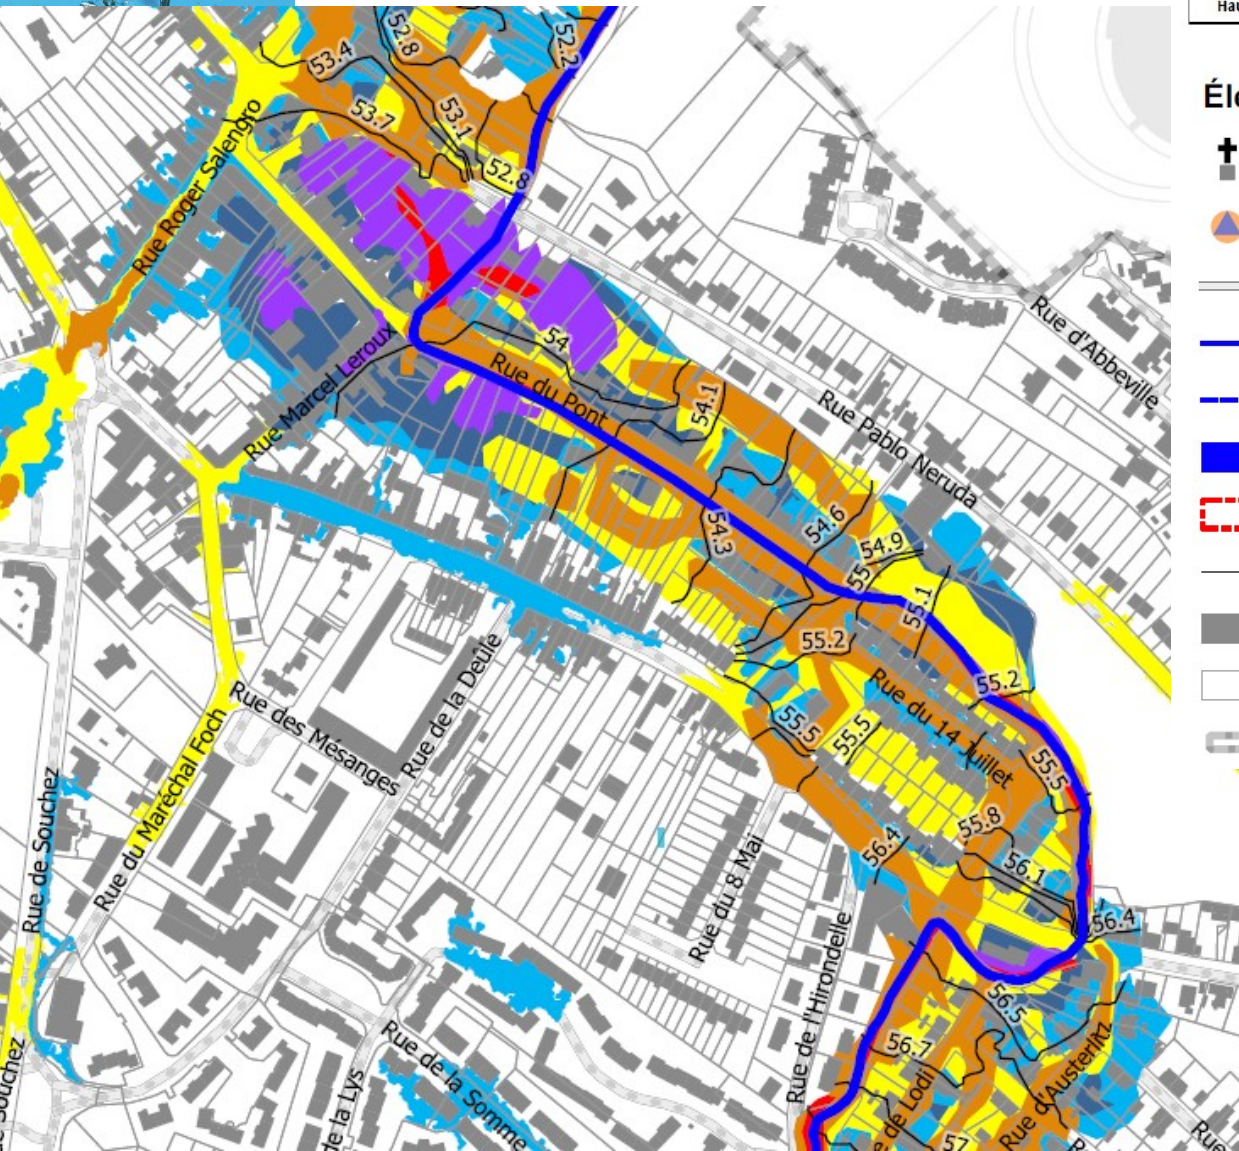 Hau
Éle
52.8
52.2
53.4
53.7
53.1
52.8
Rue Roger Salengro
Rue d'Abbeville
54
Rue Marcel Leroux
Rue du Pont
54.1
Rue Pablo Neruda
54.3
54.6
54.9
55
55.1
55.2
55.2
Rue de la Deûle
Rue du 14 Juillet
Rue des Mésanges
55.5
55.5
55.5
Rue du Maréchal Foch
Rue de Souchez
55.8
56.4
56.1
Rue du 8 Mai
56.4
Rue de l'Hirondelle
56.5
56.7
Rue de la Somme
de la Lys
e de Lodi
Rue d'Austerlitz
57
Souchez
Rue